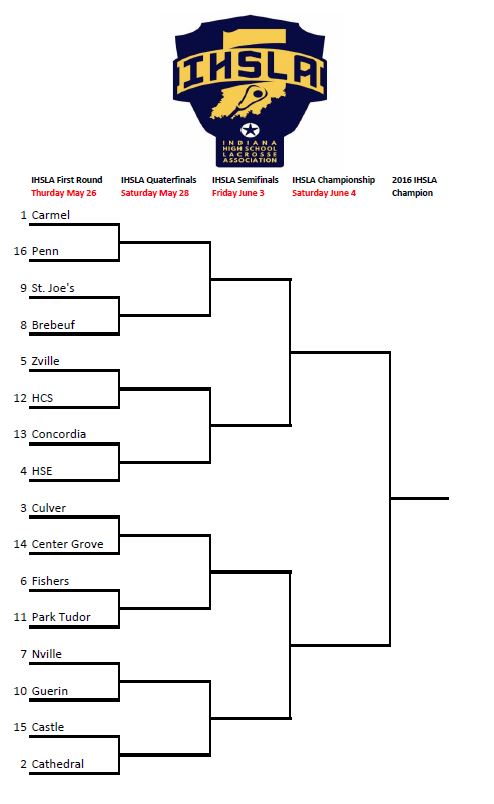 IHSLA
INDIANA
HIGH SCHOOL
LACROSSE
ASSOCIATION
IHSLA First Round IHSLA Quaterfinals IHSLA Semifinals IHSLA Championship 2016 IHSLA
Thurday May 26 Saturday May 28 Friday June 3 Saturday June 4 Champion
1 Carmel
16 Penn
9 St. Joe's
8 Brebeuf
5 Zville
12 HCS
13 Concordia
4 HSE
3 Culver
14 Center Grove
6 Fishers
11 Park Tudor
7 Nville
10 Guerin
15 Castle
2 Cathedral